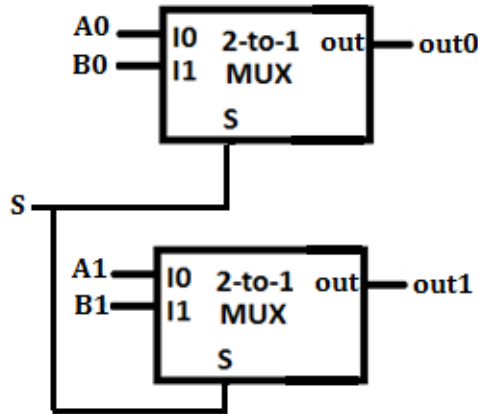 A0 I0 2-to-1 out out0
B0 I1 MUX
S
S
A1 I0 2-to-1 out out1
B1 I1 MUX
S